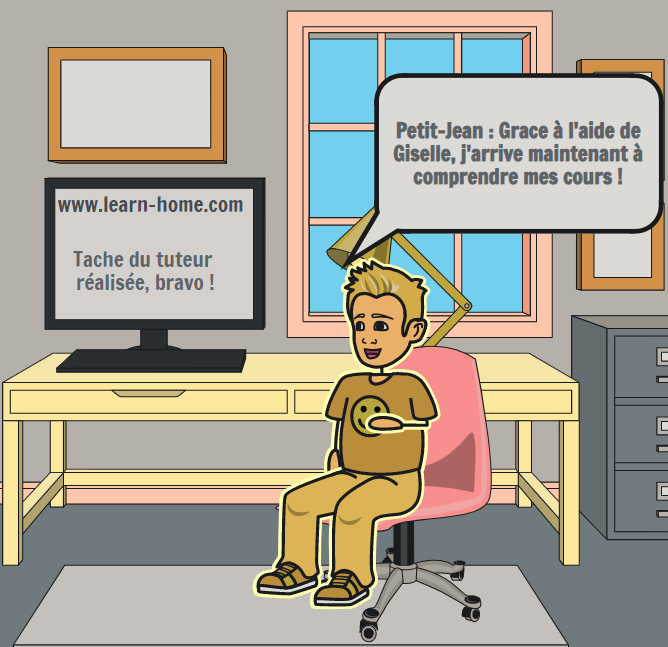 Petit-Jean : Grace à l'aide de
Giselle, j'arrive maintenant à
comprendre mes cours !
www.learn-home.com
Tache du tuteur
réalisée, bravo !